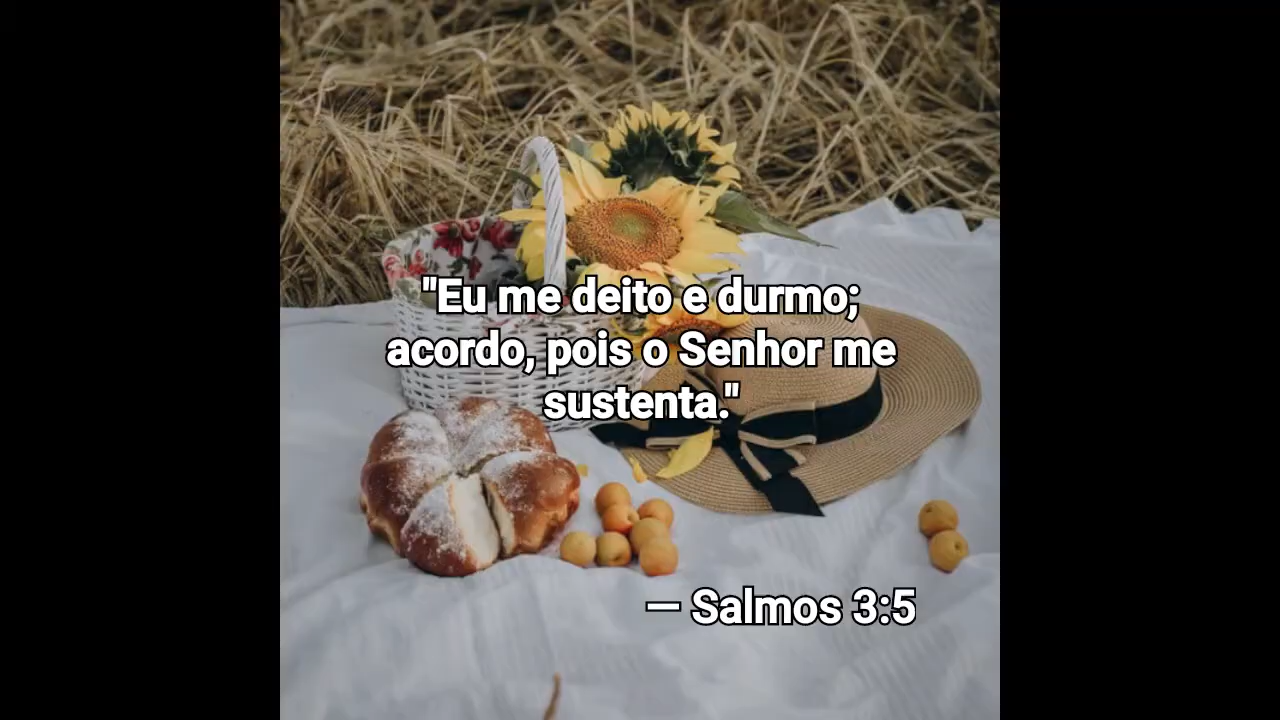 "Eu me deito e durmo;
acordo, pois o Senhor me
sustenta."
— Salmos 3:5